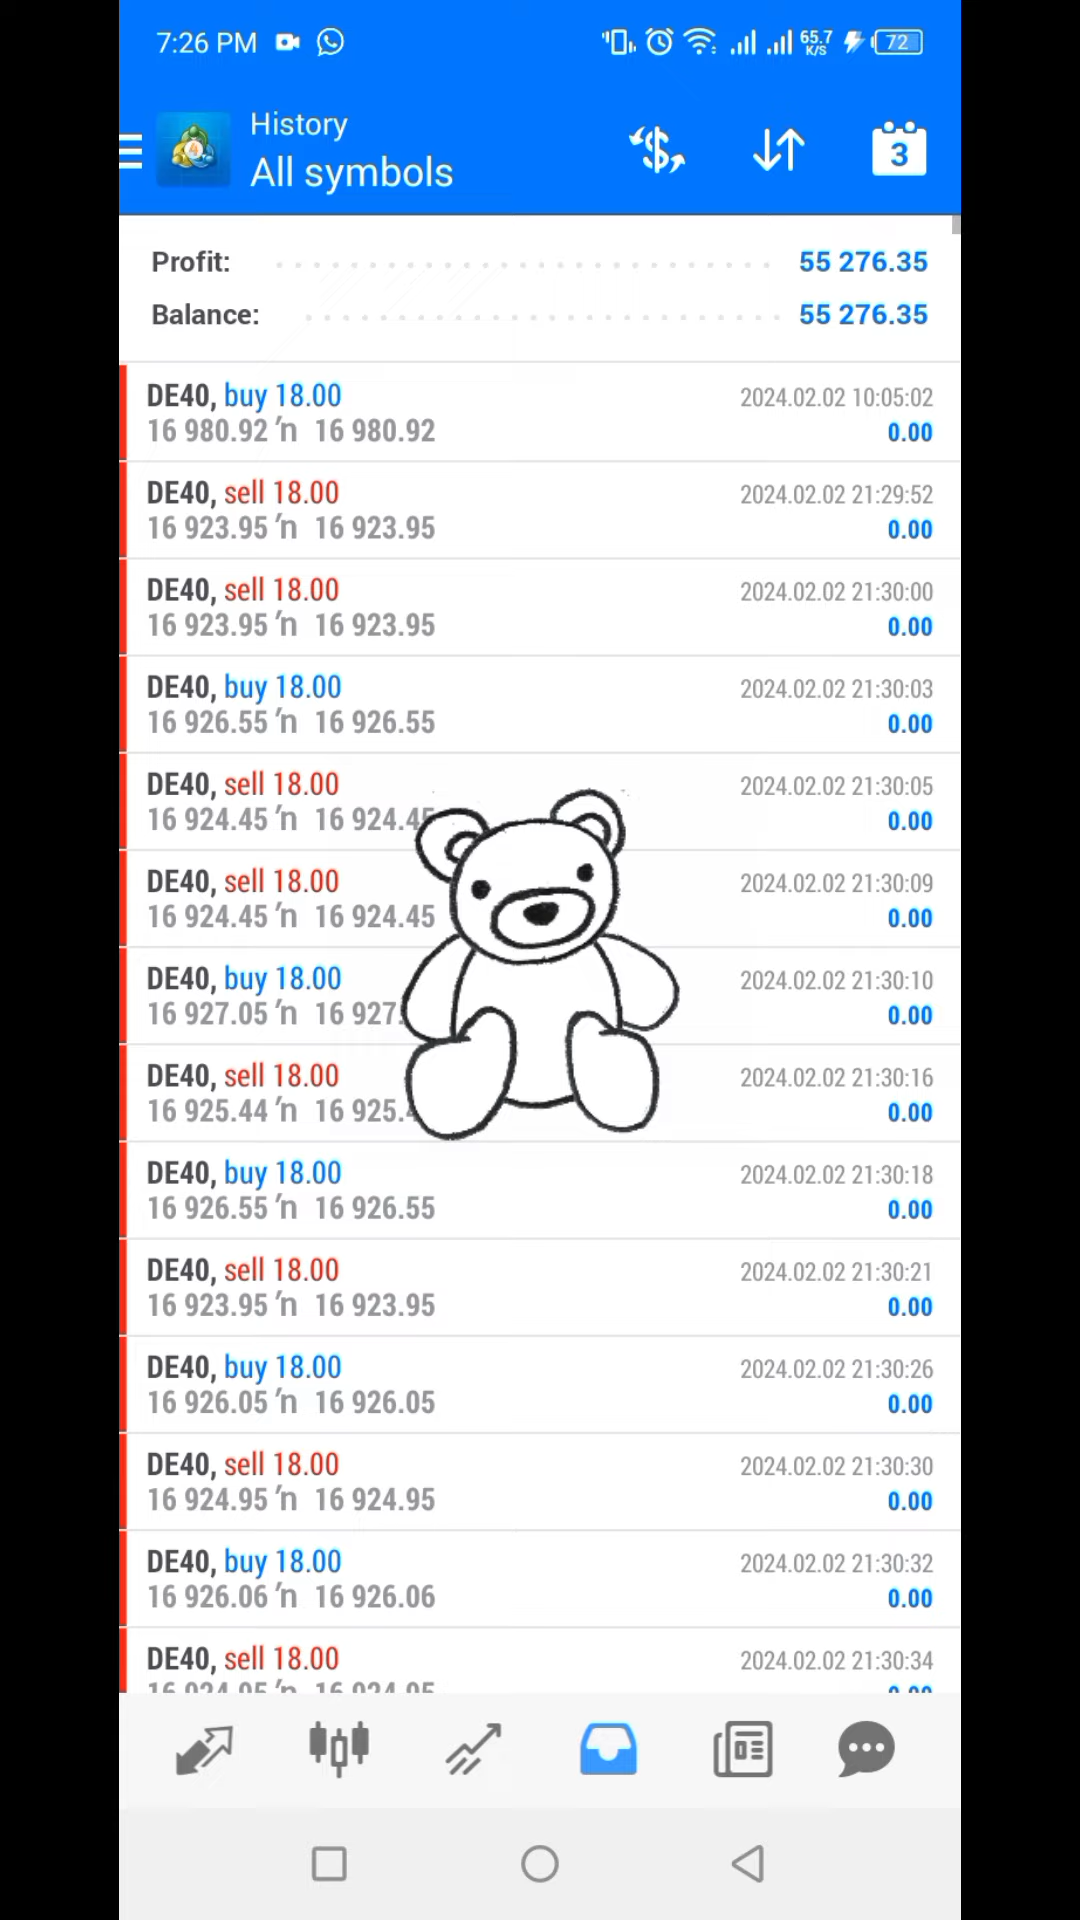 7:26 PM
65.7
K/S
72
History
4
All symbols
3
Profit: 55 276.35
Balance: 55 276.35
DE40, buy 18.00 2024.02.02 10:05:02
16 980.92 ’n 16 980.92 0.00
DE40, sell 18.00 2024.02.02 21:29:52
16 923.95 ’n 16 923.95 0.00
DE40, sell 18.00 2024.02.02 21:30:00
16 923.95 ’n 16 923.95 0.00
DE40, buy 18.00 2024.02.02 21:30:03
16 926.55 ’n 16 926.55 0.00
DE40, sell 18.00 2024.02.02 21:30:05
16 924.45 ’n 16 924.45 0.00
DE40, sell 18.00 2024.02.02 21:30:09
16 924.45 ’n 16 924.45 0.00
DE40, buy 18.00 2024.02.02 21:30:10
16 927.05 ’n 16 927. 0.00
DE40, sell 18.00 2024.02.02 21:30:16
16 925.44 ’n 16 925. 0.00
DE40, buy 18.00 2024.02.02 21:30:18
16 926.55 ’n 16 926.55 0.00
DE40, sell 18.00 2024.02.02 21:30:21
16 923.95 ’n 16 923.95 0.00
DE40, buy 18.00 2024.02.02 21:30:26
16 926.05 ’n 16 926.05 0.00
DE40, sell 18.00 2024.02.02 21:30:30
16 924.95 ’n 16 924.95 0.00
DE40, buy 18.00 2024.02.02 21:30:32
16 926.06 ’n 16 926.06 0.00
DE40, sell 18.00 2024.02.02 21:30:34